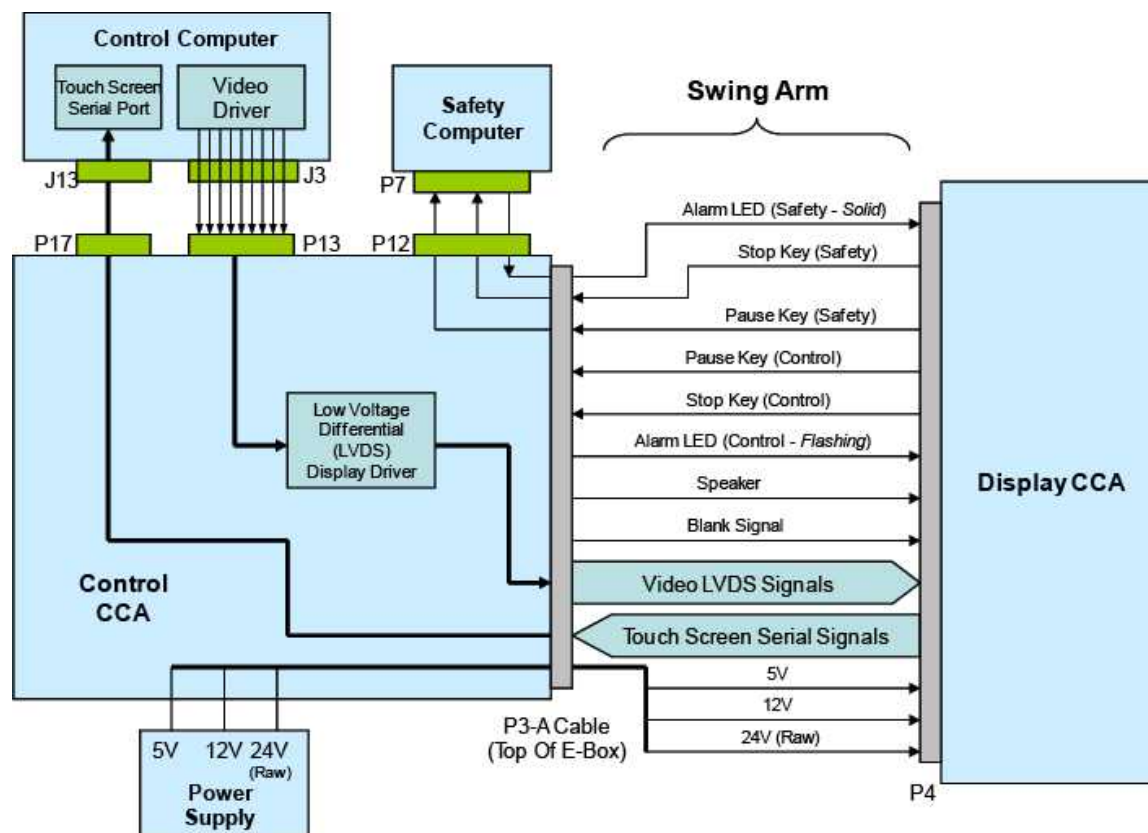 Control Computer
Touch Screen
Serial Port
Video
Driver
Safety
Computer
Swing Arm
J13
J3
P7
P17
P13
P12
Alarm LED (Safety - Solid)
Stop Key (Safety)
Pause Key (Safety)
Pause Key (Control)
Stop Key (Control)
Alarm LED (Control - Flashing)
Speaker
Blank Signal
Video LVDS Signals
Touch Screen Serial Signals
5V
12V
24V (Raw)
Low Voltage
Differential
(LVDS)
Display Driver
Display CCA
Control
CCA
P3-A Cable
(Top Of E-Box)
P4
5V
12V
24V
(Raw)
Power
Supply